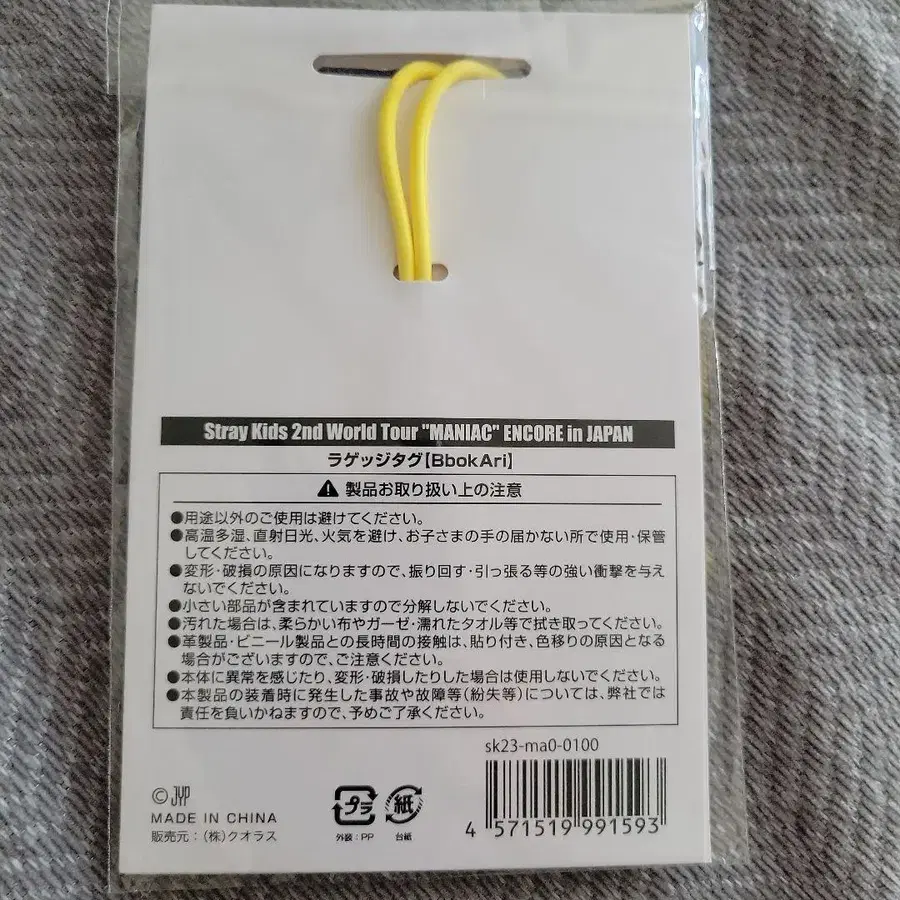 Stray Kids 2nd World Tour "MANIAC" ENCORE in JAPAN
ラゲッジタグ【BbokAri】
製品お取り扱い上の注意
●用途以外のご使用は避けてください。
●高温多湿、直射日光、火気を避け、お子さまの手の届かない所で使用・保管
してください。
●変形・破損の原因になりますので、振り回す・引っ張る等の強い衝撃を与え
ないでください。
●小さい部品が含まれていますので分解しないでください。
●汚れた場合は、柔らかい布やガーゼ・濡れたタオル等で拭き取ってください。
●革製品・ビニール製品との長時間の接触は、貼り付き、色移りの原因となる
場合がございますので、ご注意ください。
●本体に異常を感じたり、変形・破損したりした場合は使用しないでください。
●本製品の装着時に発生した事故や故障等(紛失等)については、弊社では
責任を負いかねますので、予めご了承ください。
sk23-ma0-0100
© JYP
MADE IN CHINA
販売元：(株)クオラス
プラ
外装：PP
紙
台紙
4 571519 991593